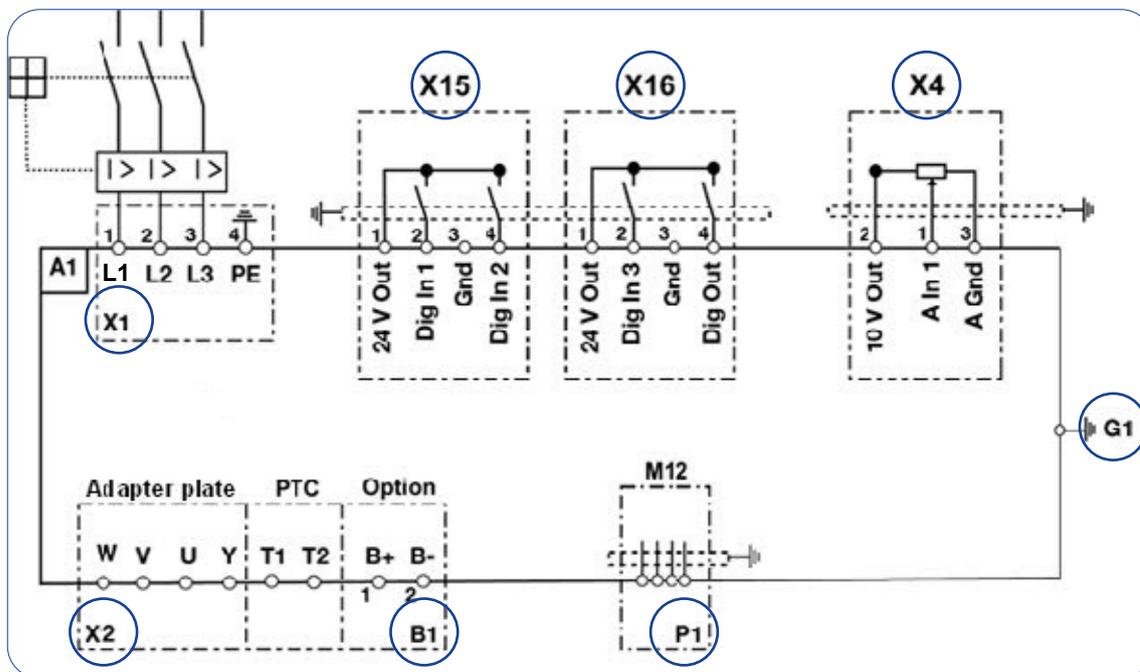 X15 X16 X4
I> I> I>
1 2 3 4
1 2 3 4
1 2 3 4
2 1 3
A1
L1 L2 L3 PE
24 V Out
Dig In 1
Gnd
Dig In 2
24 V Out
Dig In 3
Gnd
Dig Out
10 V Out
A In 1
A Gnd
X1
G1
M12
Adapter plate PTC Option
W V U Y T1 T2 B+ B-
1 2
X2 B1 P1